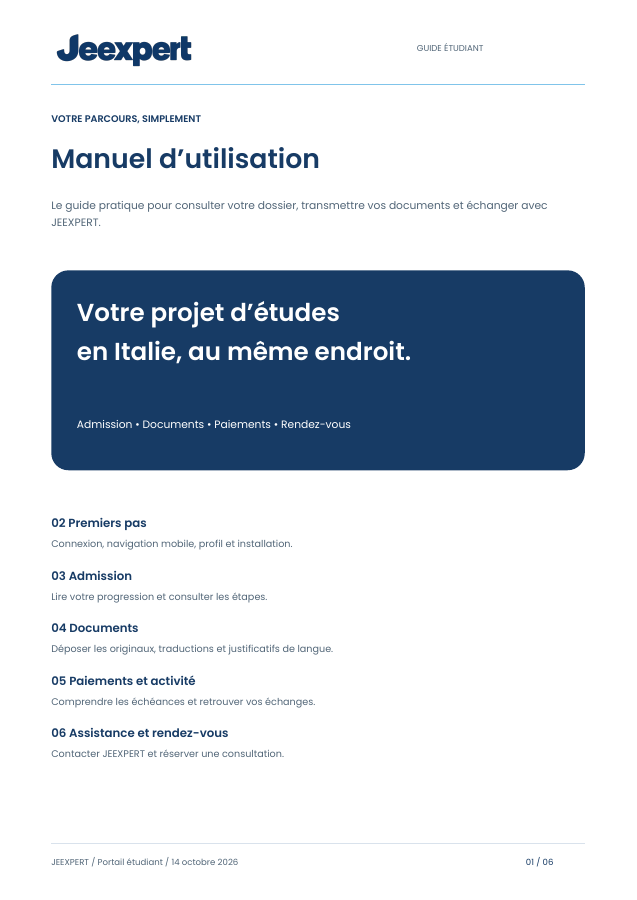 Jeexpert
GUIDE ÉTUDIANT
VOTRE PARCOURS, SIMPLEMENT
Manuel d’utilisation
Le guide pratique pour consulter votre dossier, transmettre vos documents et échanger avec
JEEXPERT.
Votre projet d’études
en Italie, au même endroit.
Admission • Documents • Paiements • Rendez-vous
02 Premiers pas
Connexion, navigation mobile, profil et installation.
03 Admission
Lire votre progression et consulter les étapes.
04 Documents
Déposer les originaux, traductions et justificatifs de langue.
05 Paiements et activité
Comprendre les échéances et retrouver vos échanges.
06 Assistance et rendez-vous
Contacter JEEXPERT et réserver une consultation.
JEEXPERT / Portail étudiant / 14 octobre 2026
01 / 06